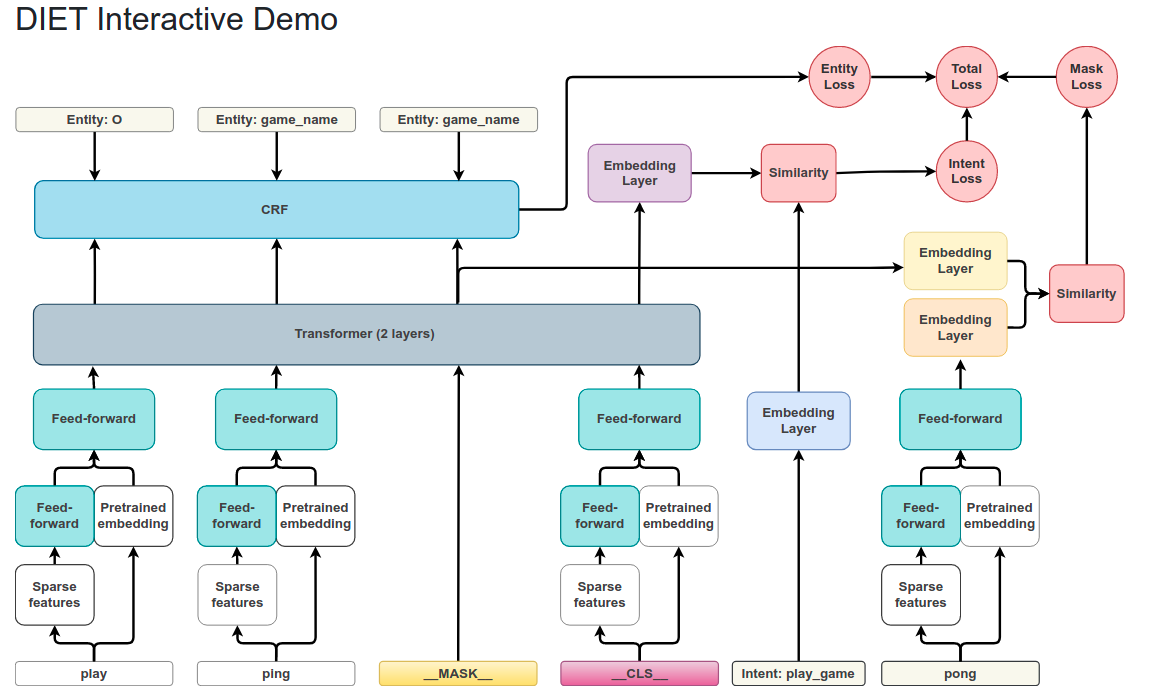 DIET Interactive Demo
Entity
Loss
Total
Loss
Mask
Loss
Entity: O
Entity: game_name
Entity: game_name
Embedding
Layer
Similarity
Intent
Loss
CRF
Embedding
Layer
Similarity
Embedding
Layer
Transformer (2 layers)
Feed-forward
Feed-forward
Feed-forward
Embedding
Layer
Feed-forward
Feed-
forward
Pretrained
embedding
Feed-
forward
Pretrained
embedding
Feed-
forward
Pretrained
embedding
Feed-
forward
Pretrained
embedding
Sparse
features
Sparse
features
Sparse
features
Sparse
features
play
ping
__MASK__
__CLS__
Intent: play_game
pong